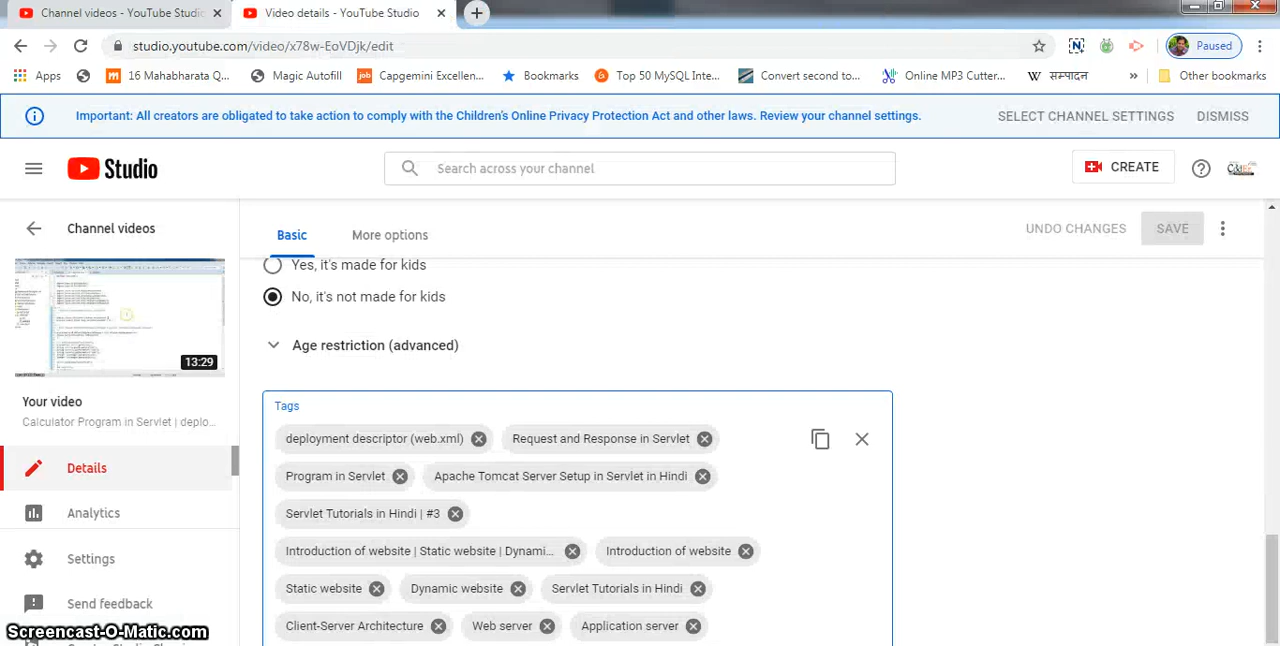 Channel videos - YouTube Studio
Video details - YouTube Studio
studio.youtube.com/video/x78w-EoVDjk/edit
Paused
Apps
16 Mahabharata Q...
Magic Autofill
Capgemini Excellen...
Bookmarks
Top 50 MySQL Inte...
Convert second to...
Online MP3 Cutter...
सम्पादन
Other bookmarks
Important: All creators are obligated to take action to comply with the Children's Online Privacy Protection Act and other laws. Review your channel settings.
SELECT CHANNEL SETTINGS
DISMISS
Studio
Search across your channel
CREATE
Channel videos
Basic
More options
UNDO CHANGES
SAVE
Yes, it's made for kids
No, it's not made for kids
Age restriction (advanced)
13:29
Your video
Calculator Program in Servlet | deplo...
Details
Analytics
Settings
Send feedback
Tags
deployment descriptor (web.xml)
Request and Response in Servlet
Program in Servlet
Apache Tomcat Server Setup in Servlet in Hindi
Servlet Tutorials in Hindi | #3
Introduction of website | Static website | Dynami...
Introduction of website
Static website
Dynamic website
Servlet Tutorials in Hindi
Client-Server Architecture
Web server
Application server
Screencast-O-Matic.com